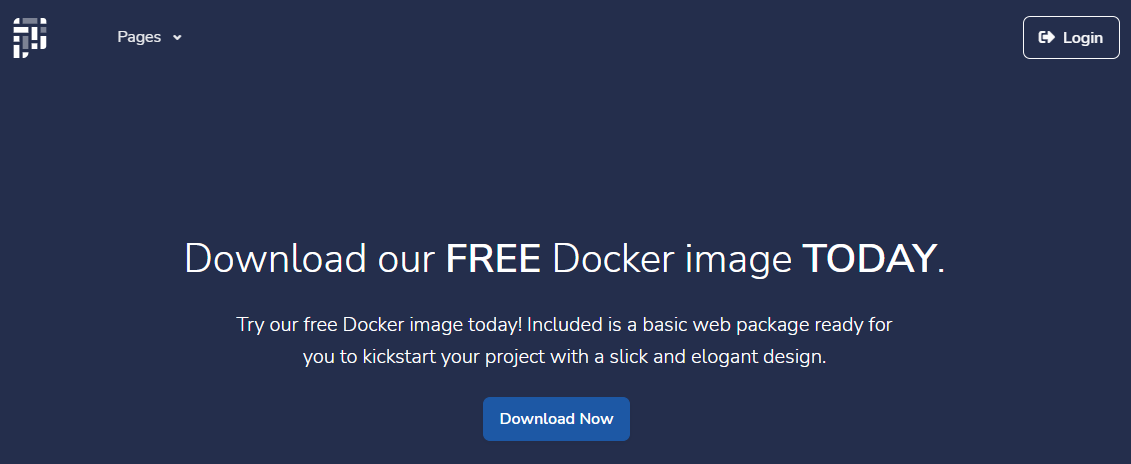 Pages
Login
Download our FREE Docker image TODAY.
Try our free Docker image today! Included is a basic web package ready for
you to kickstart your project with a slick and elogant design.
Download Now